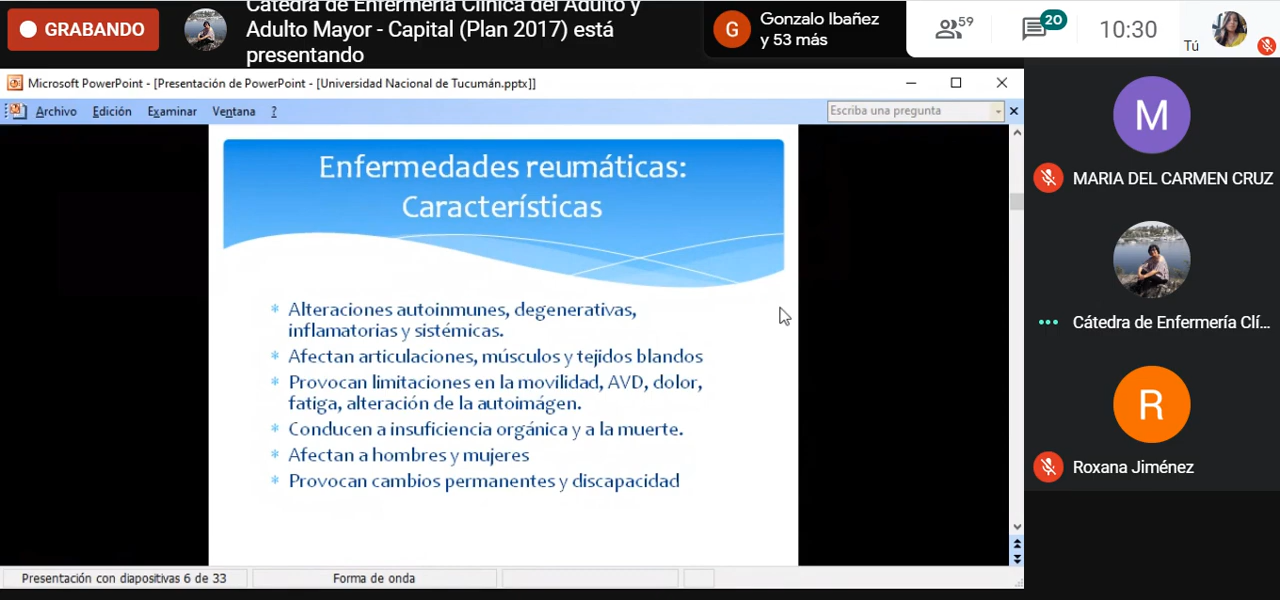 GRABANDO
Cátedra de Enfermería Clínica del Adulto y
Adulto Mayor - Capital (Plan 2017) está
presentando
G
Gonzalo Ibañez
y 53 más
59
20
10:30
Tú
Microsoft PowerPoint - [Presentación de PowerPoint - [Universidad Nacional de Tucumán.pptx]]
Archivo Edición Examinar Ventana ?
Escriba una pregunta
Enfermedades reumáticas:
Características
* Alteraciones autoinmunes, degenerativas,
inflamatorias y sistémicas.
* Afectan articulaciones, músculos y tejidos blandos
* Provocan limitaciones en la movilidad, AVD, dolor,
fatiga, alteración de la autoimágen.
* Conducen a insuficiencia orgánica y a la muerte.
* Afectan a hombres y mujeres
* Provocan cambios permanentes y discapacidad
Presentación con diapositivas 6 de 33
Forma de onda
M
MARIA DEL CARMEN CRUZ
Cátedra de Enfermería Clí...
R
Roxana Jiménez